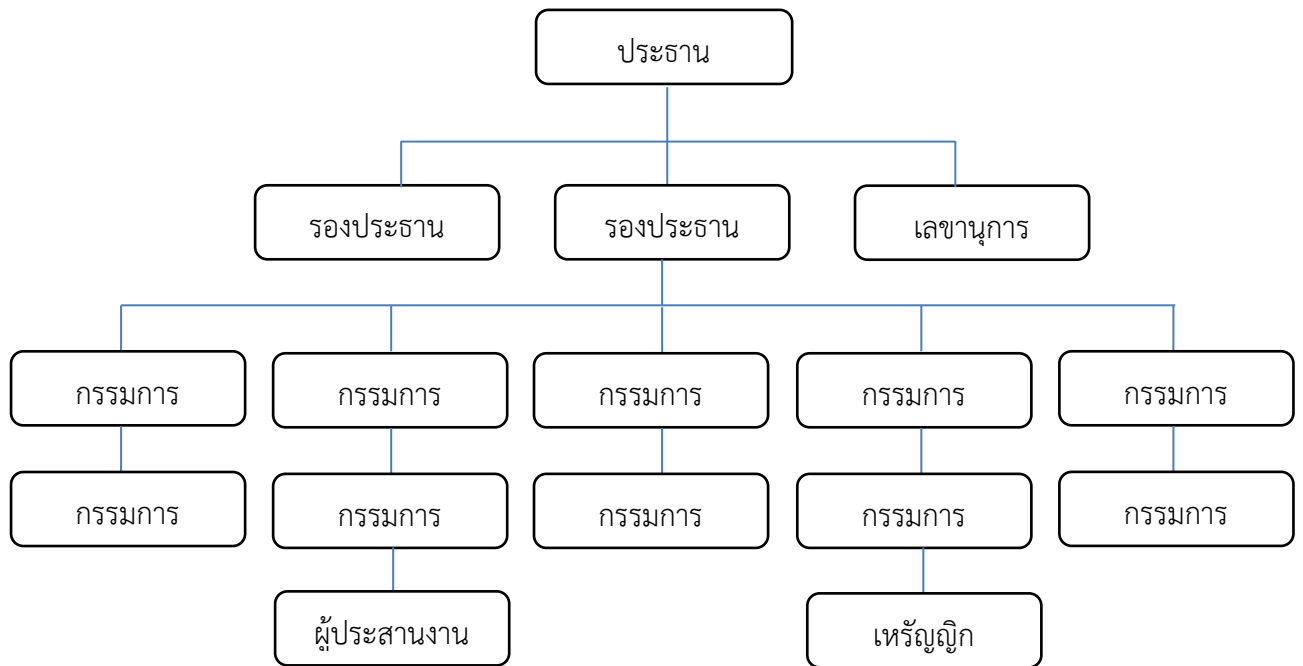 ประธาน
รองประธาน
รองประธาน
เลขานุการ
กรรมการ
กรรมการ
กรรมการ
กรรมการ
กรรมการ
กรรมการ
กรรมการ
กรรมการ
กรรมการ
กรรมการ
ผู้ประสานงาน
เหรัญญิก